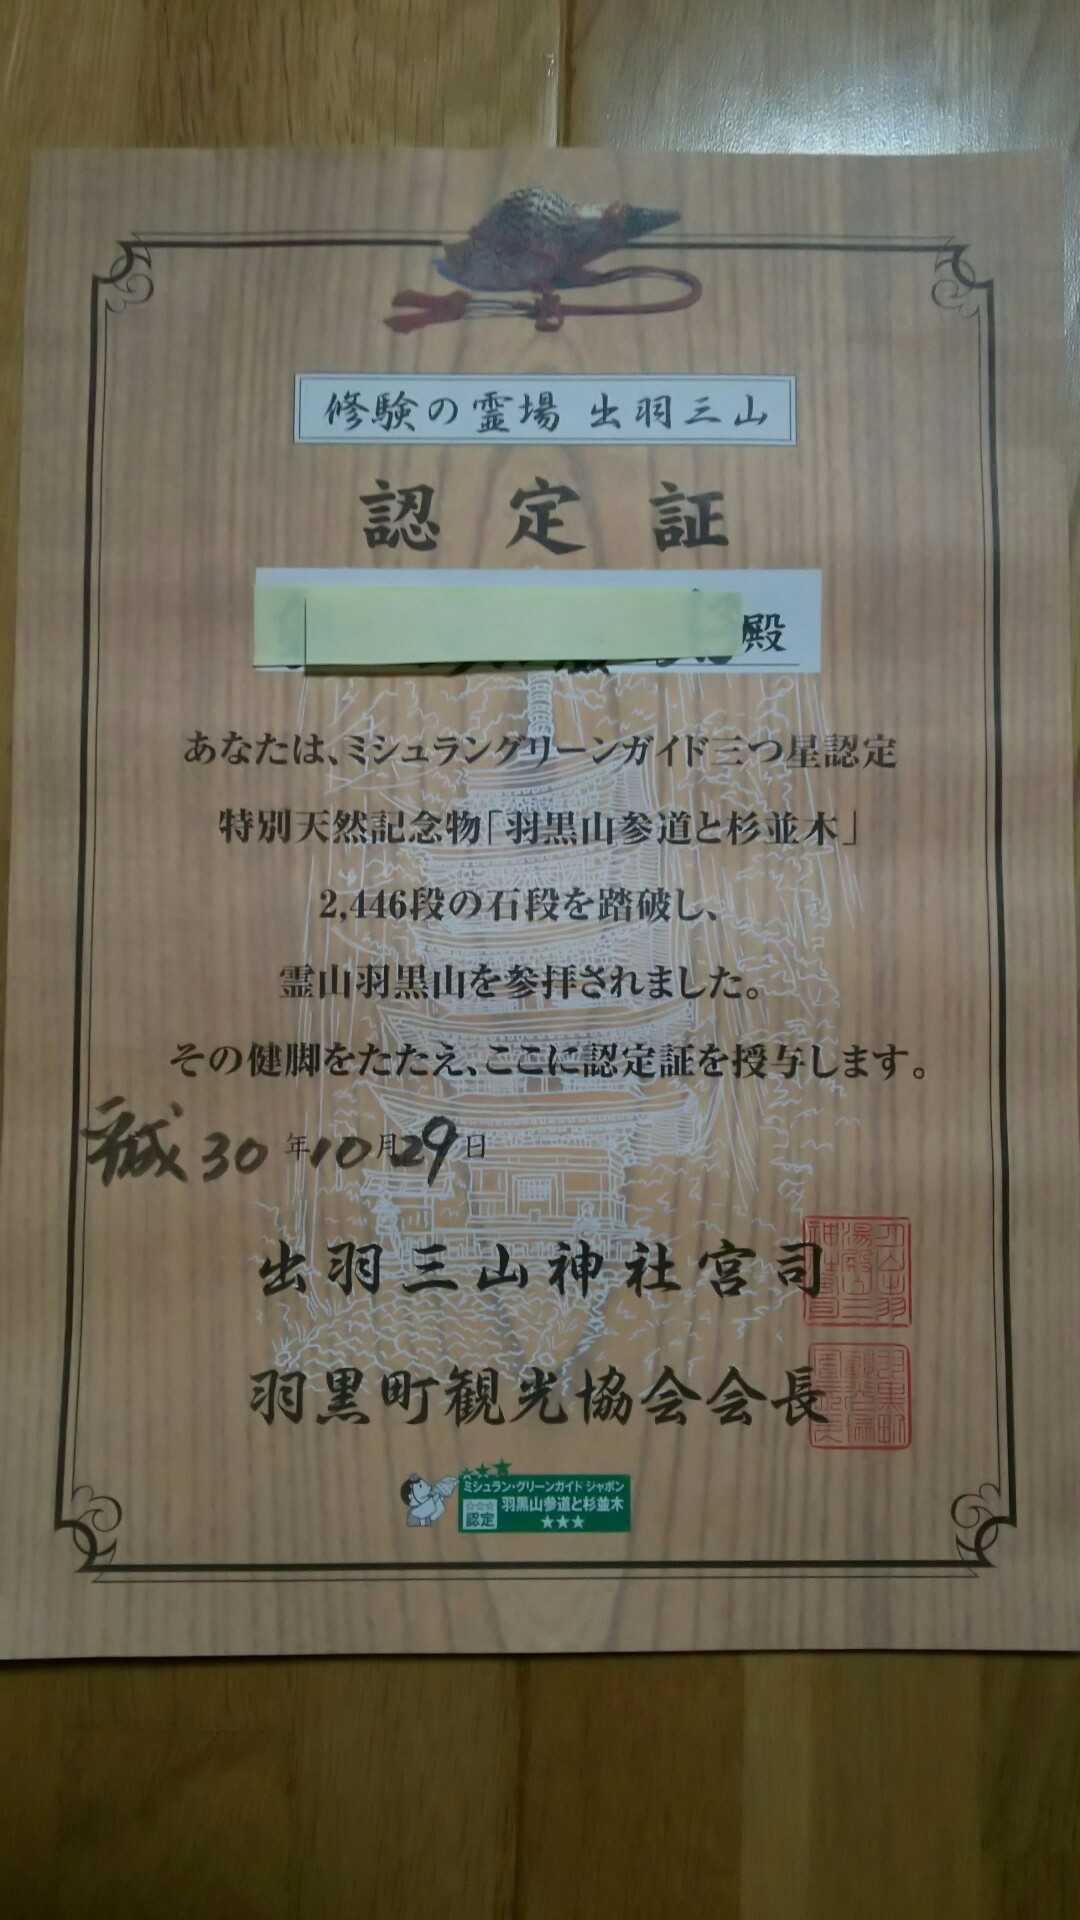 修験の霊場 出羽三山
認定証
殿
あなたは、ミシュラングリーンガイド三つ星認定
特別天然記念物「羽黒山参道と杉並木」
2,446段の石段を踏破し、
霊山羽黒山を参拝されました。
その健脚をたたえ、ここに認定証を授与します。
平成30年10月29日
出羽三山神社宮司
羽黒町観光協会会長
ミシュラン・グリーンガイド ジャポン
☆☆☆
認定
羽黒山参道と杉並木
★★★